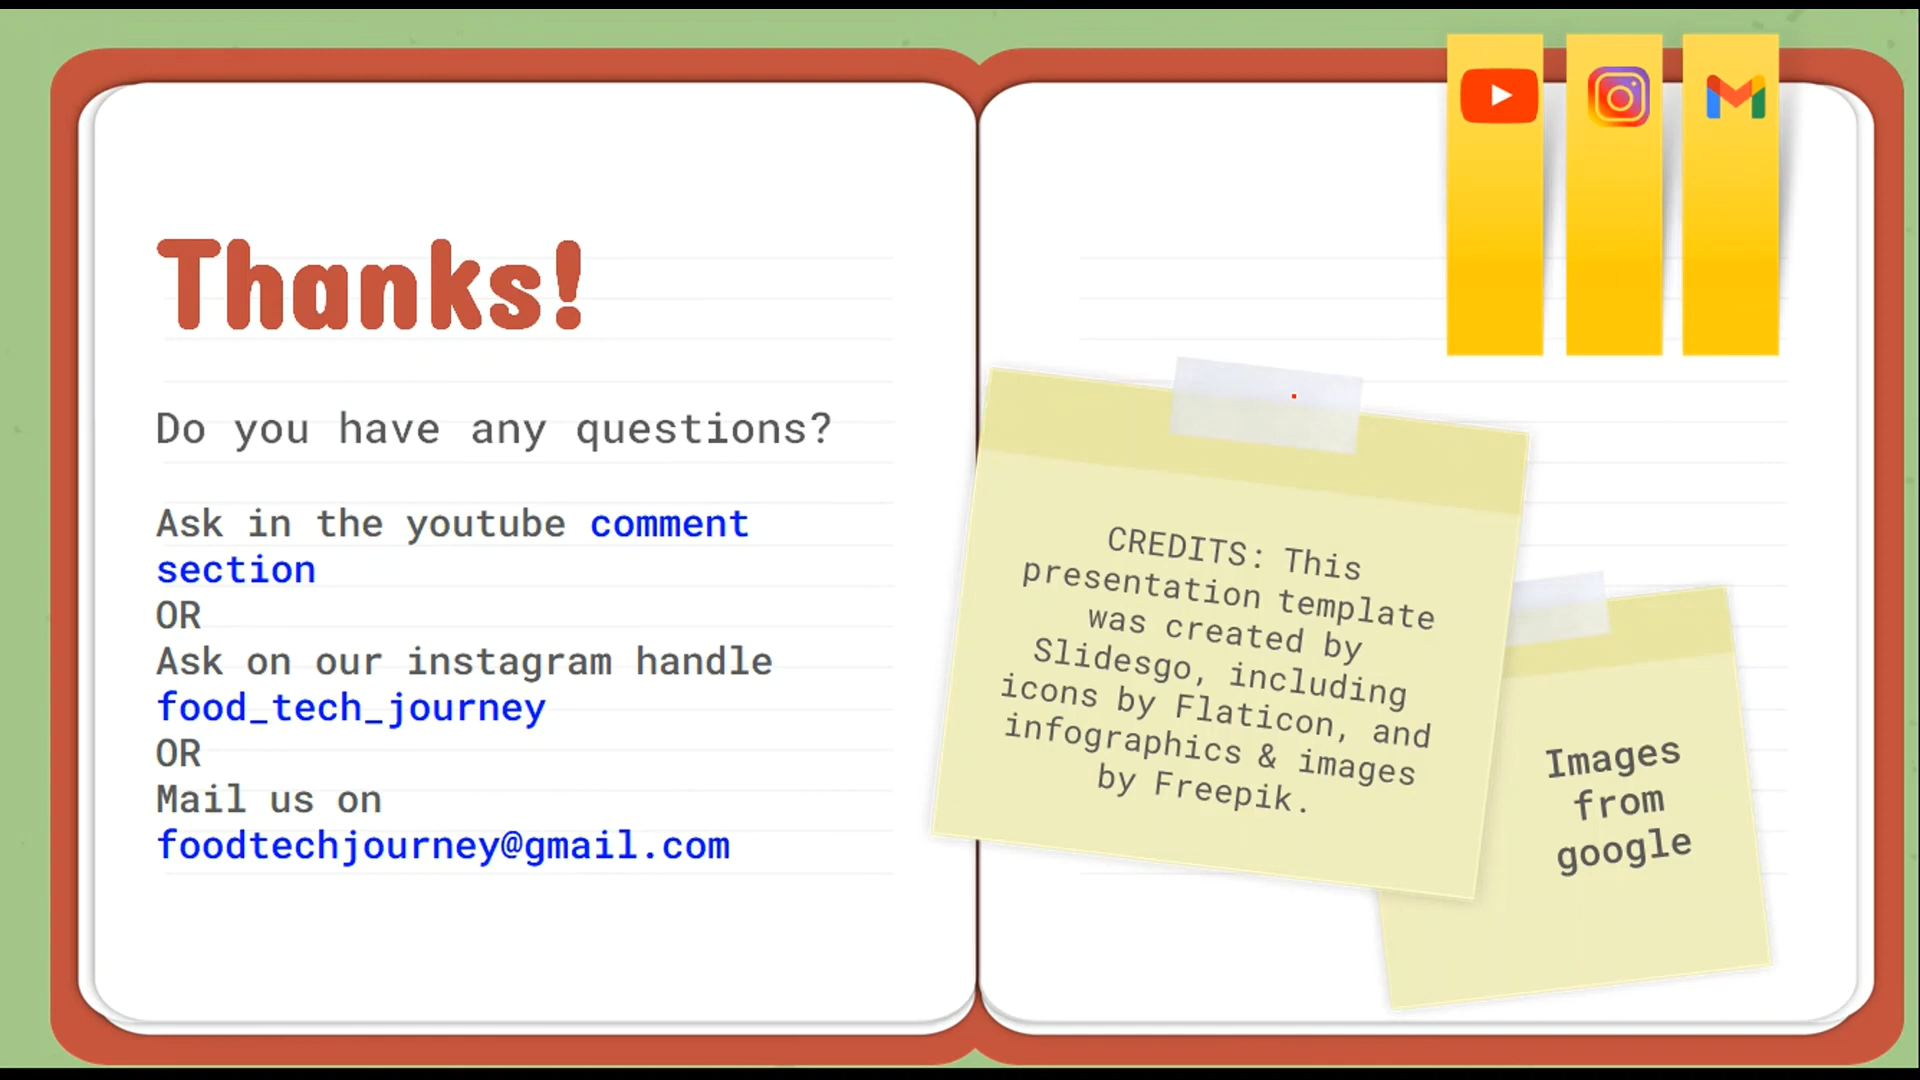 Thanks!
Do you have any questions?
Ask in the youtube comment
section
OR
Ask on our instagram handle
food_tech_journey
OR
Mail us on
foodtechjourney@gmail.com
CREDITS: This
presentation template
was created by
Slidesgo, including
icons by Flaticon, and
infographics & images
by Freepik.
Images
from
google